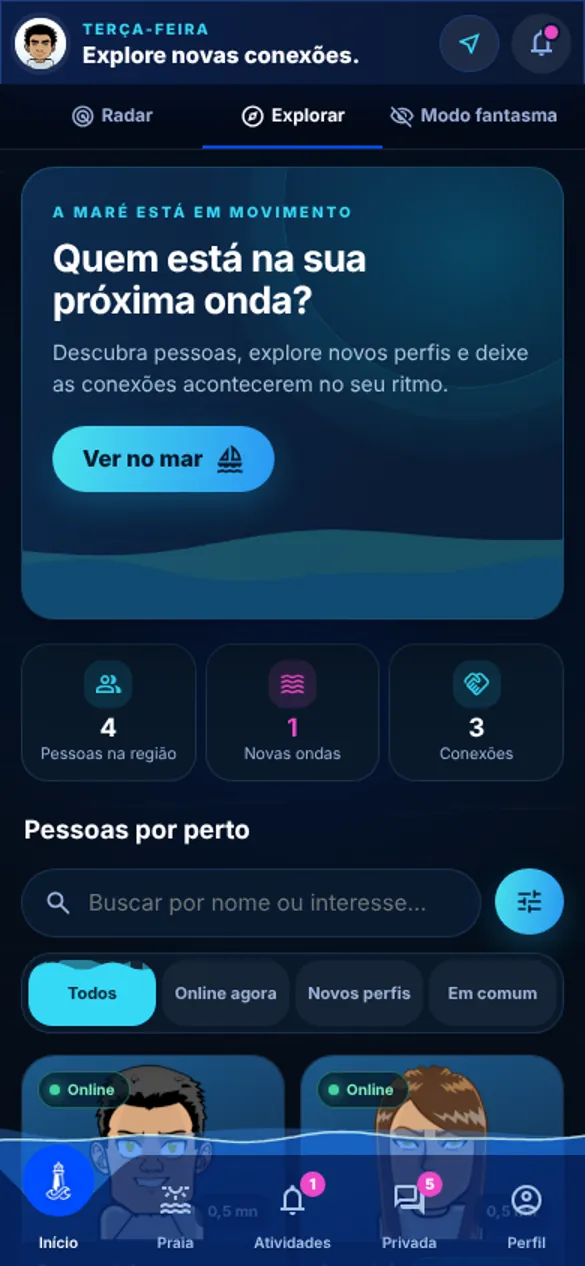 TERÇA-FEIRA
Explore novas conexões.
Radar
Explorar
Modo fantasma
A MARÉ ESTÁ EM MOVIMENTO
Quem está na sua
próxima onda?
Descubra pessoas, explore novos perfis e deixe
as conexões acontecerem no seu ritmo.
Ver no mar
4
Pessoas na região
1
Novas ondas
3
Conexões
Pessoas por perto
Buscar por nome ou interesse...
Todos
Online agora
Novos perfis
Em comum
Online
Online
0,5 mn
0,5
1
5
Início
Praia
Atividades
Privada
Perfil